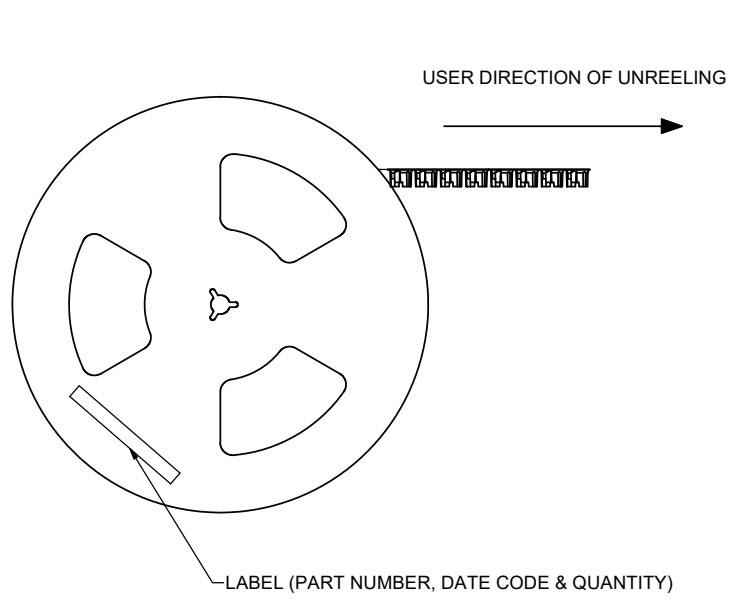 USER DIRECTION OF UNREELING
LABEL (PART NUMBER, DATE CODE & QUANTITY)